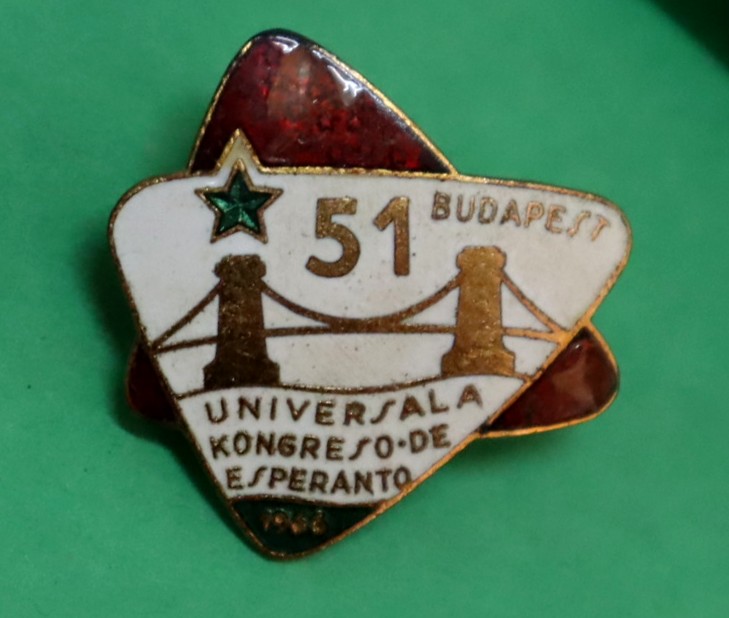 51 BUDAPEST
UNIVERSALA
KONGRESO·DE
ESPERANTO
1966